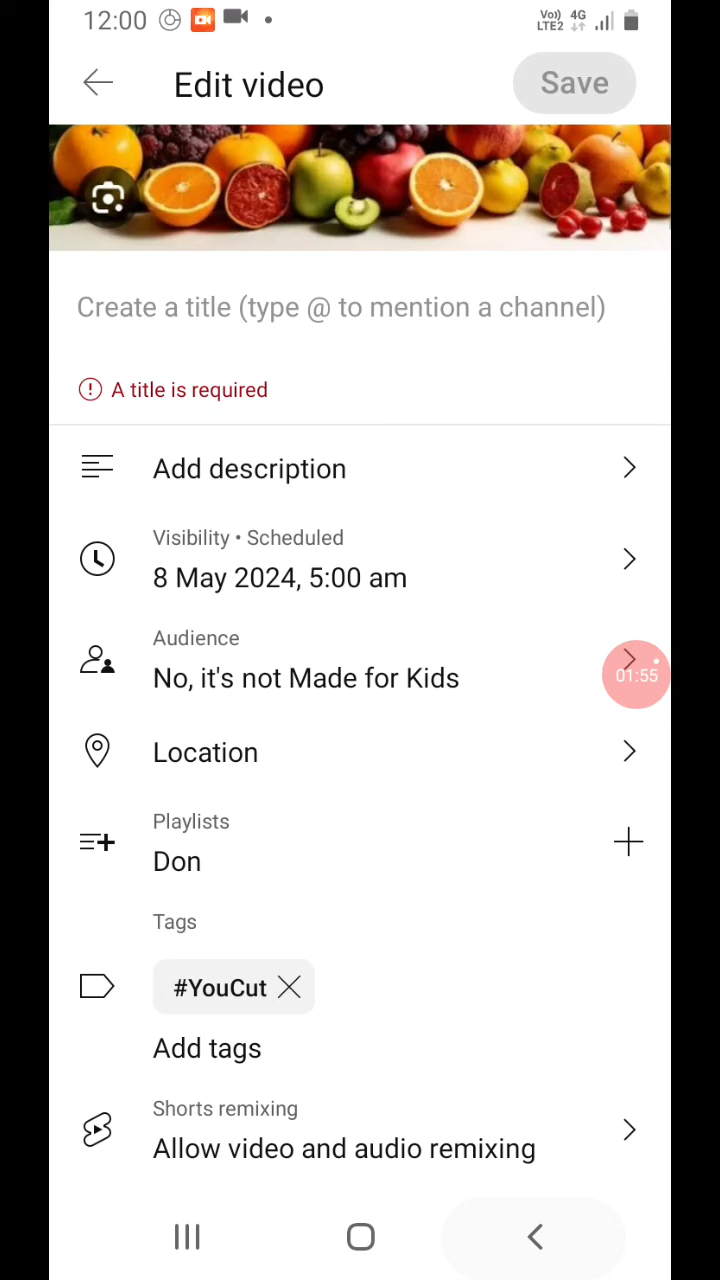 12:00
Vo)) 4G
LTE2
Edit video
Save
Create a title (type @ to mention a channel)
A title is required
Add description
Visibility • Scheduled
8 May 2024, 5:00 am
Audience
No, it's not Made for Kids
01:55
Location
Playlists
Don
Tags
#YouCut
Add tags
Shorts remixing
Allow video and audio remixing